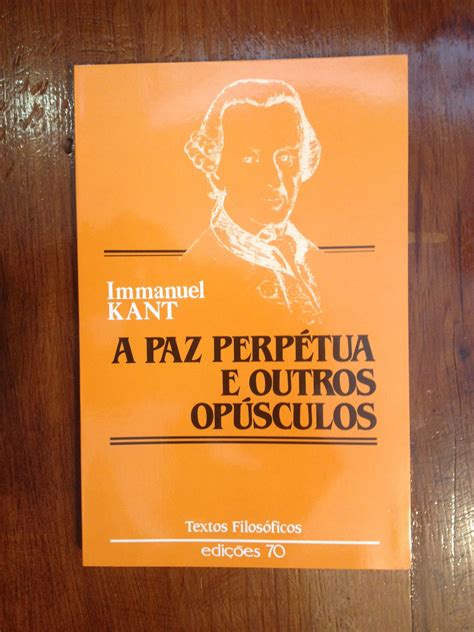 Immanuel
KANT
A PAZ PERPÉTUA
E OUTROS
OPÚSCULOS
Textos Filosóficos
edições 70